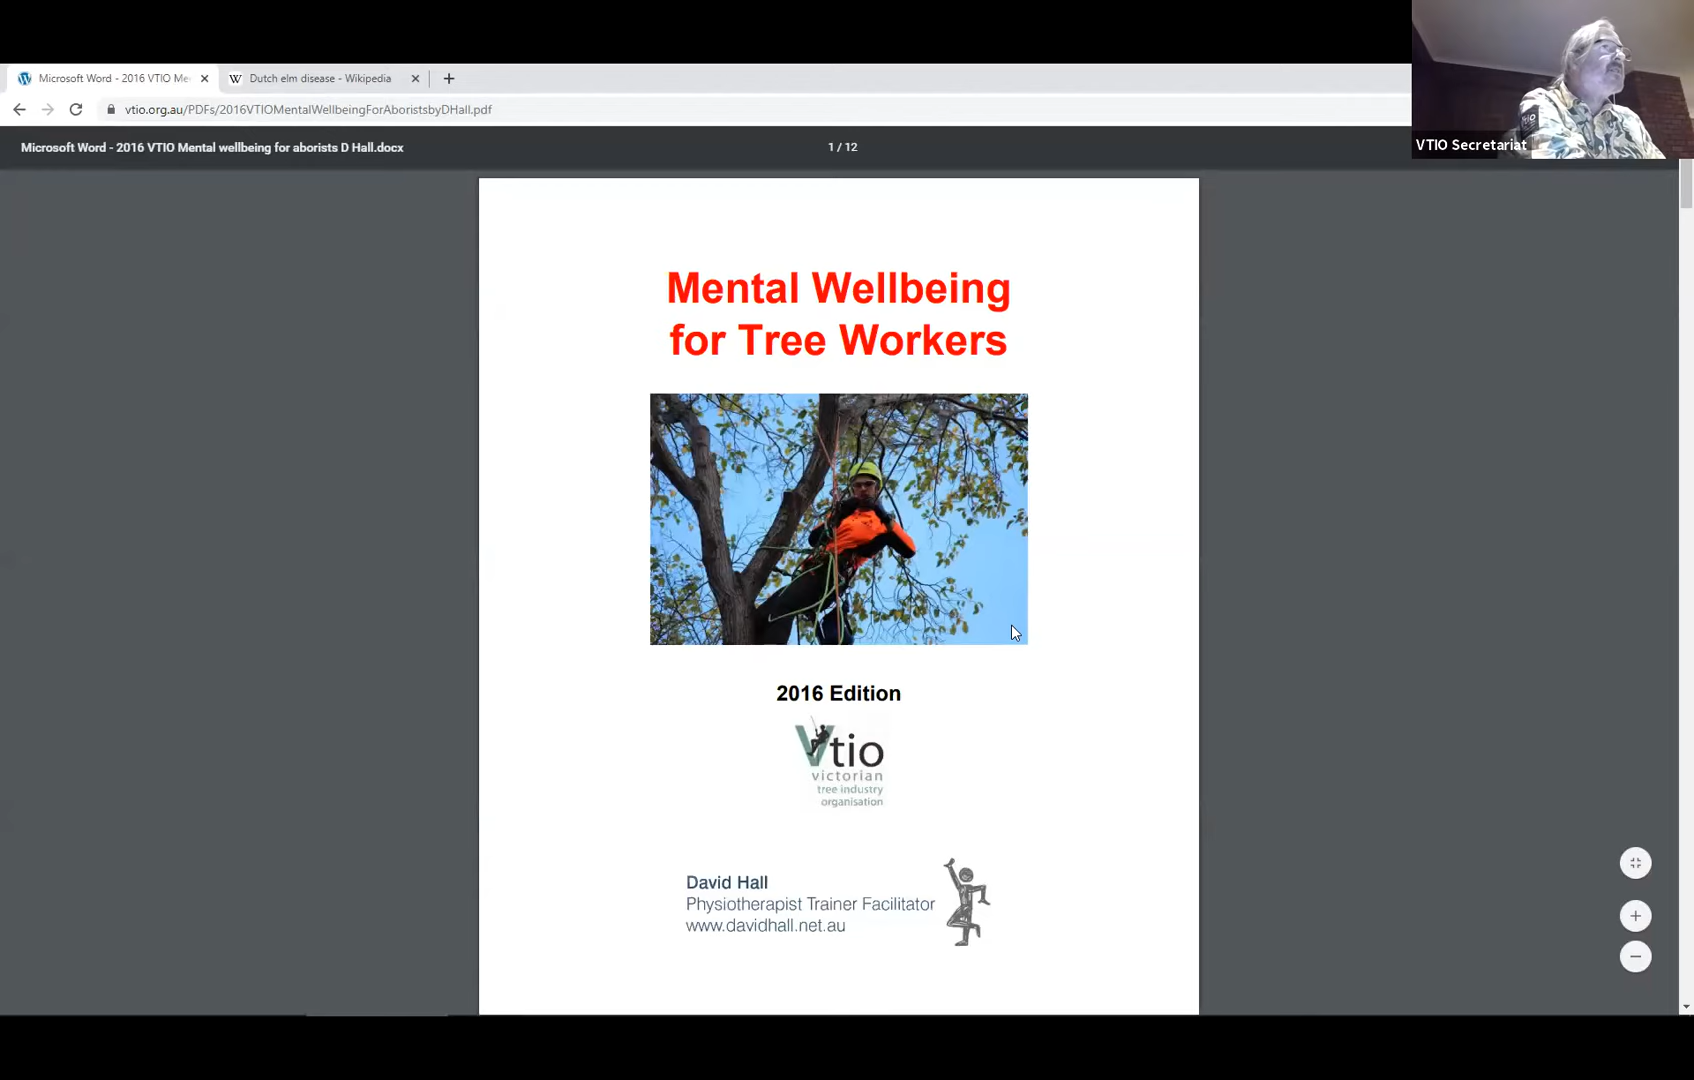 Microsoft Word - 2016 VTIO Me
Dutch elm disease - Wikipedia
vtio.org.au/PDFs/2016VTIOMentalWellbeingForAboristsbyDHall.pdf
Microsoft Word - 2016 VTIO Mental wellbeing for aborists D Hall.docx
1 / 12
VTIO Secretariat
Mental Wellbeing
for Tree Workers
2016 Edition
Vtio
victorian
tree industry
organisation
David Hall
Physiotherapist Trainer Facilitator
www.davidhall.net.au